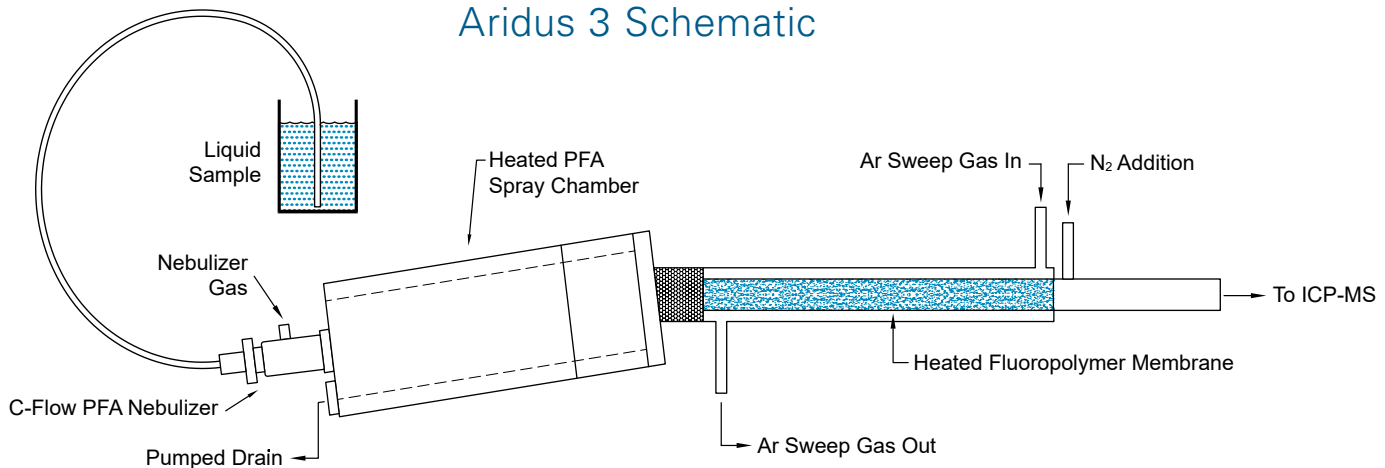 Aridus 3 Schematic
Liquid
Sample
Heated PFA
Spray Chamber
Ar Sweep Gas In
N₂ Addition
Nebulizer
Gas
To ICP-MS
Heated Fluoropolymer Membrane
C-Flow PFA Nebulizer
Ar Sweep Gas Out
Pumped Drain